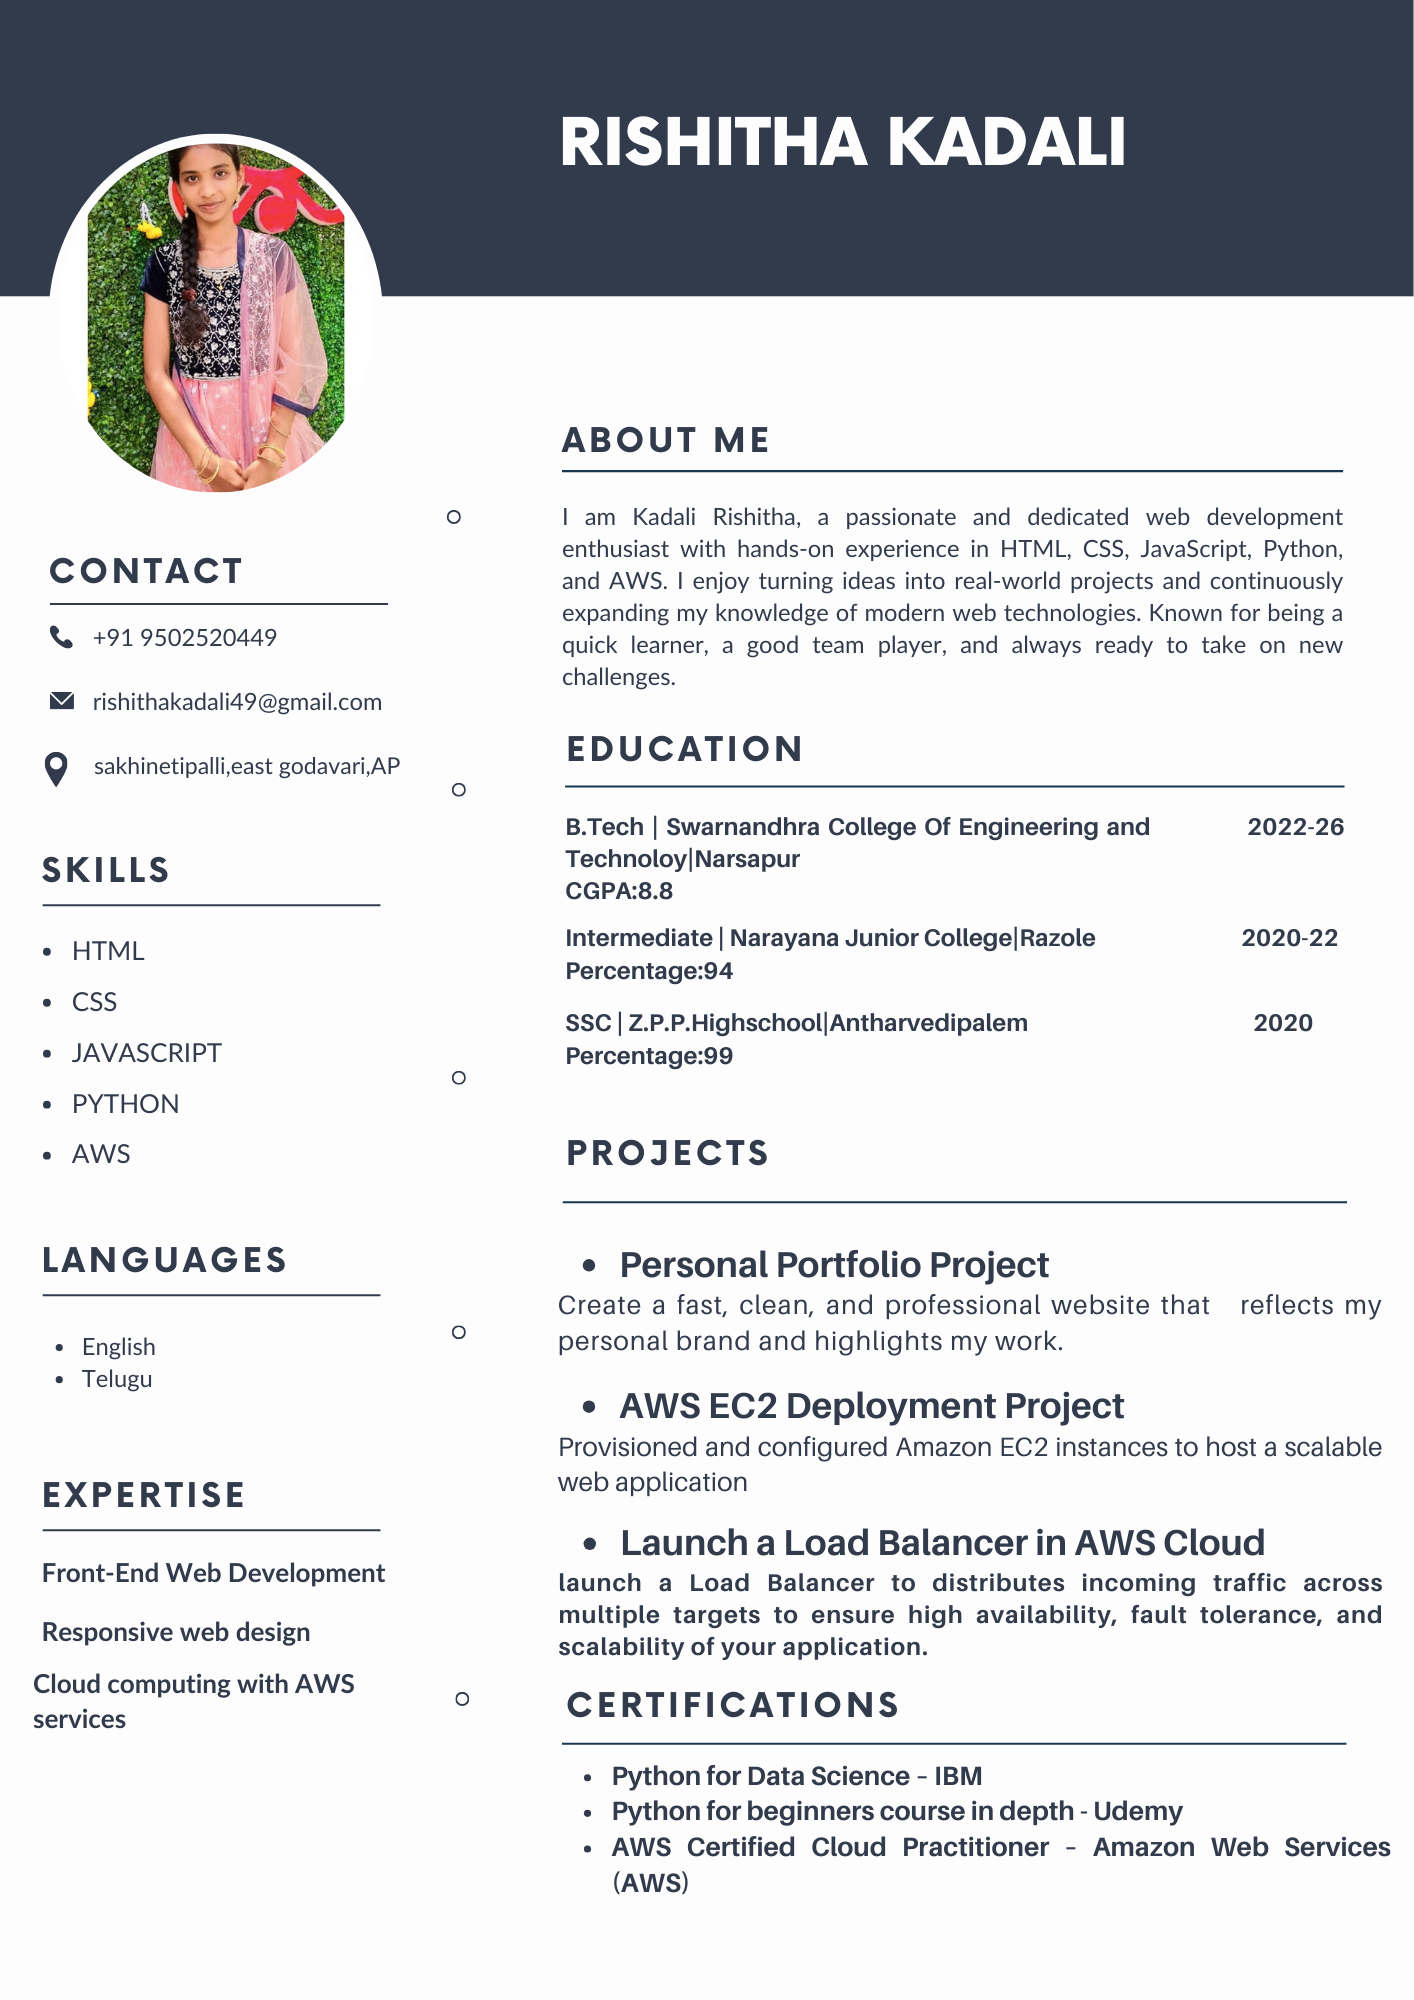 RISHITHA KADALI
CONTACT
+91 9502520449
rishithakadali49@gmail.com
sakhinetipalli,east godavari,AP
SKILLS
• HTML
• CSS
• JAVASCRIPT
• PYTHON
• AWS
LANGUAGES
• English
• Telugu
EXPERTISE
Front-End Web Development
Responsive web design
Cloud computing with AWS
services
ABOUT ME
I am Kadali Rishitha, a passionate and dedicated web development
enthusiast with hands-on experience in HTML, CSS, JavaScript, Python,
and AWS. I enjoy turning ideas into real-world projects and continuously
expanding my knowledge of modern web technologies. Known for being a
quick learner, a good team player, and always ready to take on new
challenges.
EDUCATION
B.Tech | Swarnandhra College Of Engineering and 2022-26
Technoloy|Narsapur
CGPA:8.8
Intermediate | Narayana Junior College|Razole 2020-22
Percentage:94
SSC | Z.P.P.Highschool|Antharvedipalem 2020
Percentage:99
PROJECTS
• Personal Portfolio Project
Create a fast, clean, and professional website that reflects my
personal brand and highlights my work.
• AWS EC2 Deployment Project
Provisioned and configured Amazon EC2 instances to host a scalable
web application
• Launch a Load Balancer in AWS Cloud
launch a Load Balancer to distributes incoming traffic across
multiple targets to ensure high availability, fault tolerance, and
scalability of your application.
CERTIFICATIONS
• Python for Data Science – IBM
• Python for beginners course in depth - Udemy
• AWS Certified Cloud Practitioner – Amazon Web Services
(AWS)